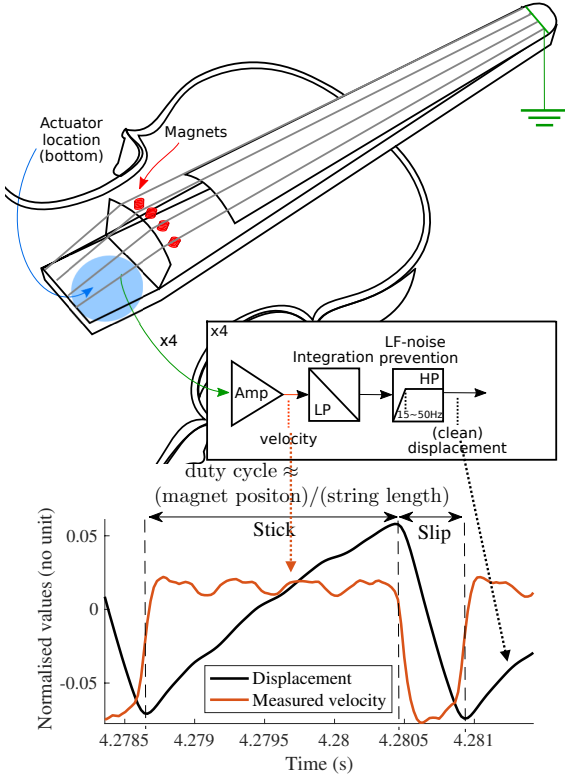 Actuator
location
(bottom)
Magnets
x4
x4
Amp
Integration
LP
LF-noise
prevention
HP
15~50Hz
velocity
(clean)
displacement
duty cycle ≈
(magnet positon)/(string length)
Stick
Slip
Normalised values (no unit)
0.05
0
-0.05
Displacement
Measured velocity
4.2785
4.279
4.2795
4.28
4.2805
4.281
Time (s)